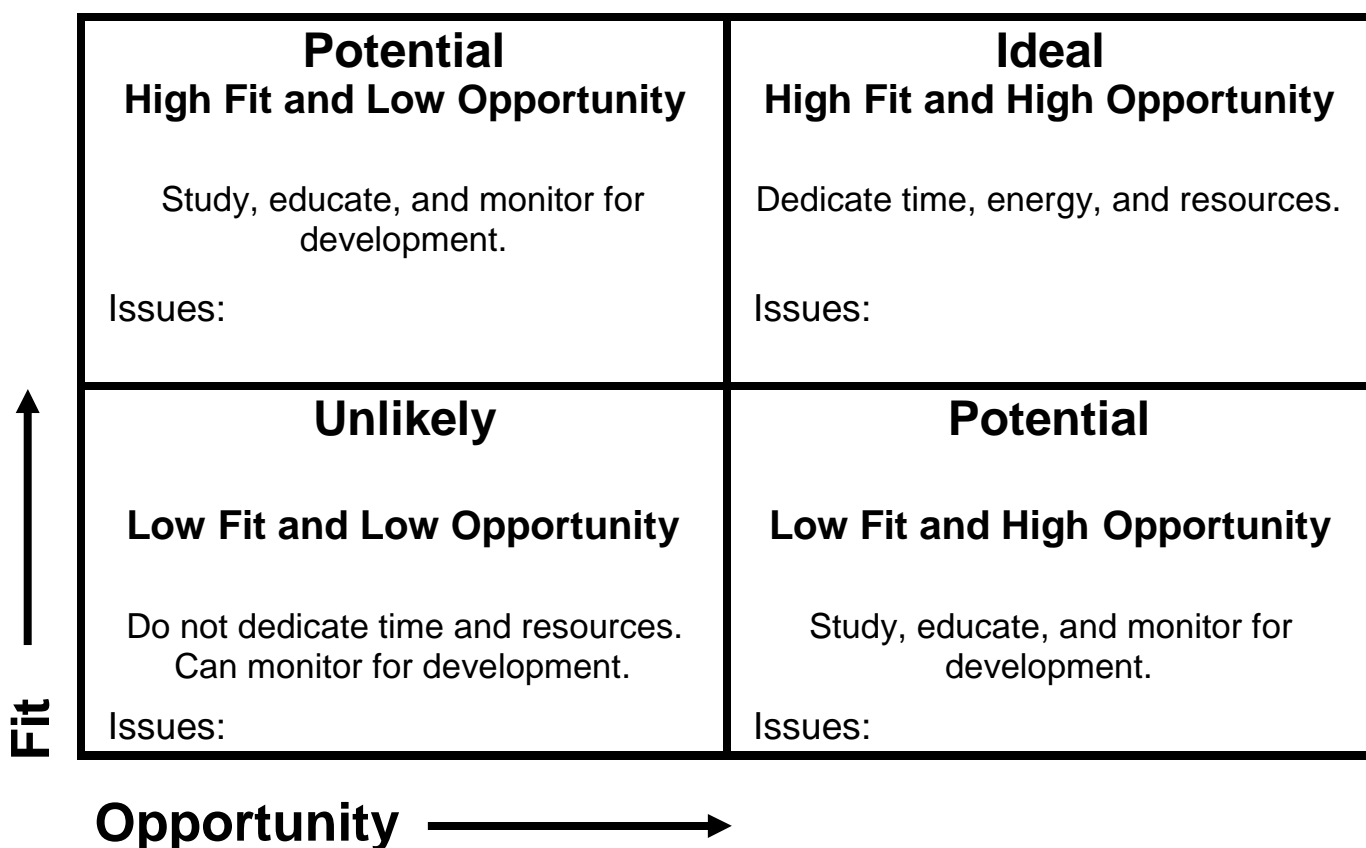 Potential
High Fit and Low Opportunity
Study, educate, and monitor for
development.
Issues:
Ideal
High Fit and High Opportunity
Dedicate time, energy, and resources.
Issues:
Unlikely
Low Fit and Low Opportunity
Do not dedicate time and resources.
Can monitor for development.
Issues:
Potential
Low Fit and High Opportunity
Study, educate, and monitor for
development.
Issues:
Fit
Opportunity